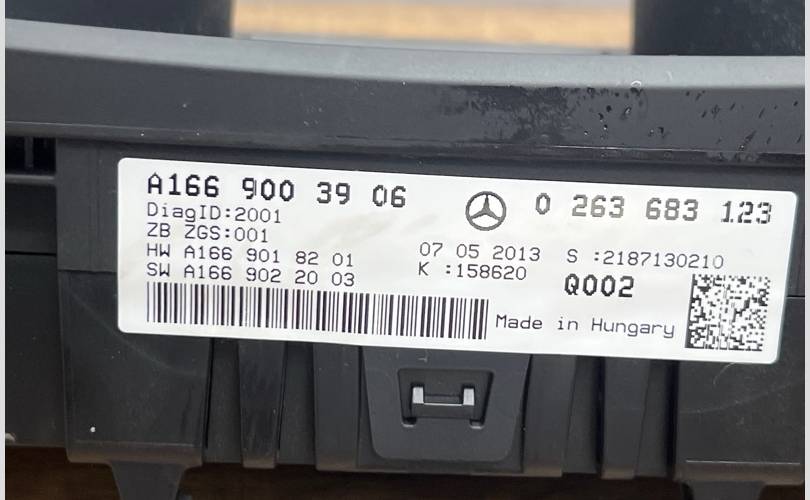 A166 900 39 06
0 263 683 123
DiagID:2001
ZB ZGS:001
HW A166 901 82 01
07 05 2013 S :2187130210
SW A166 902 20 03
K :158620
Q002
Made in Hungary